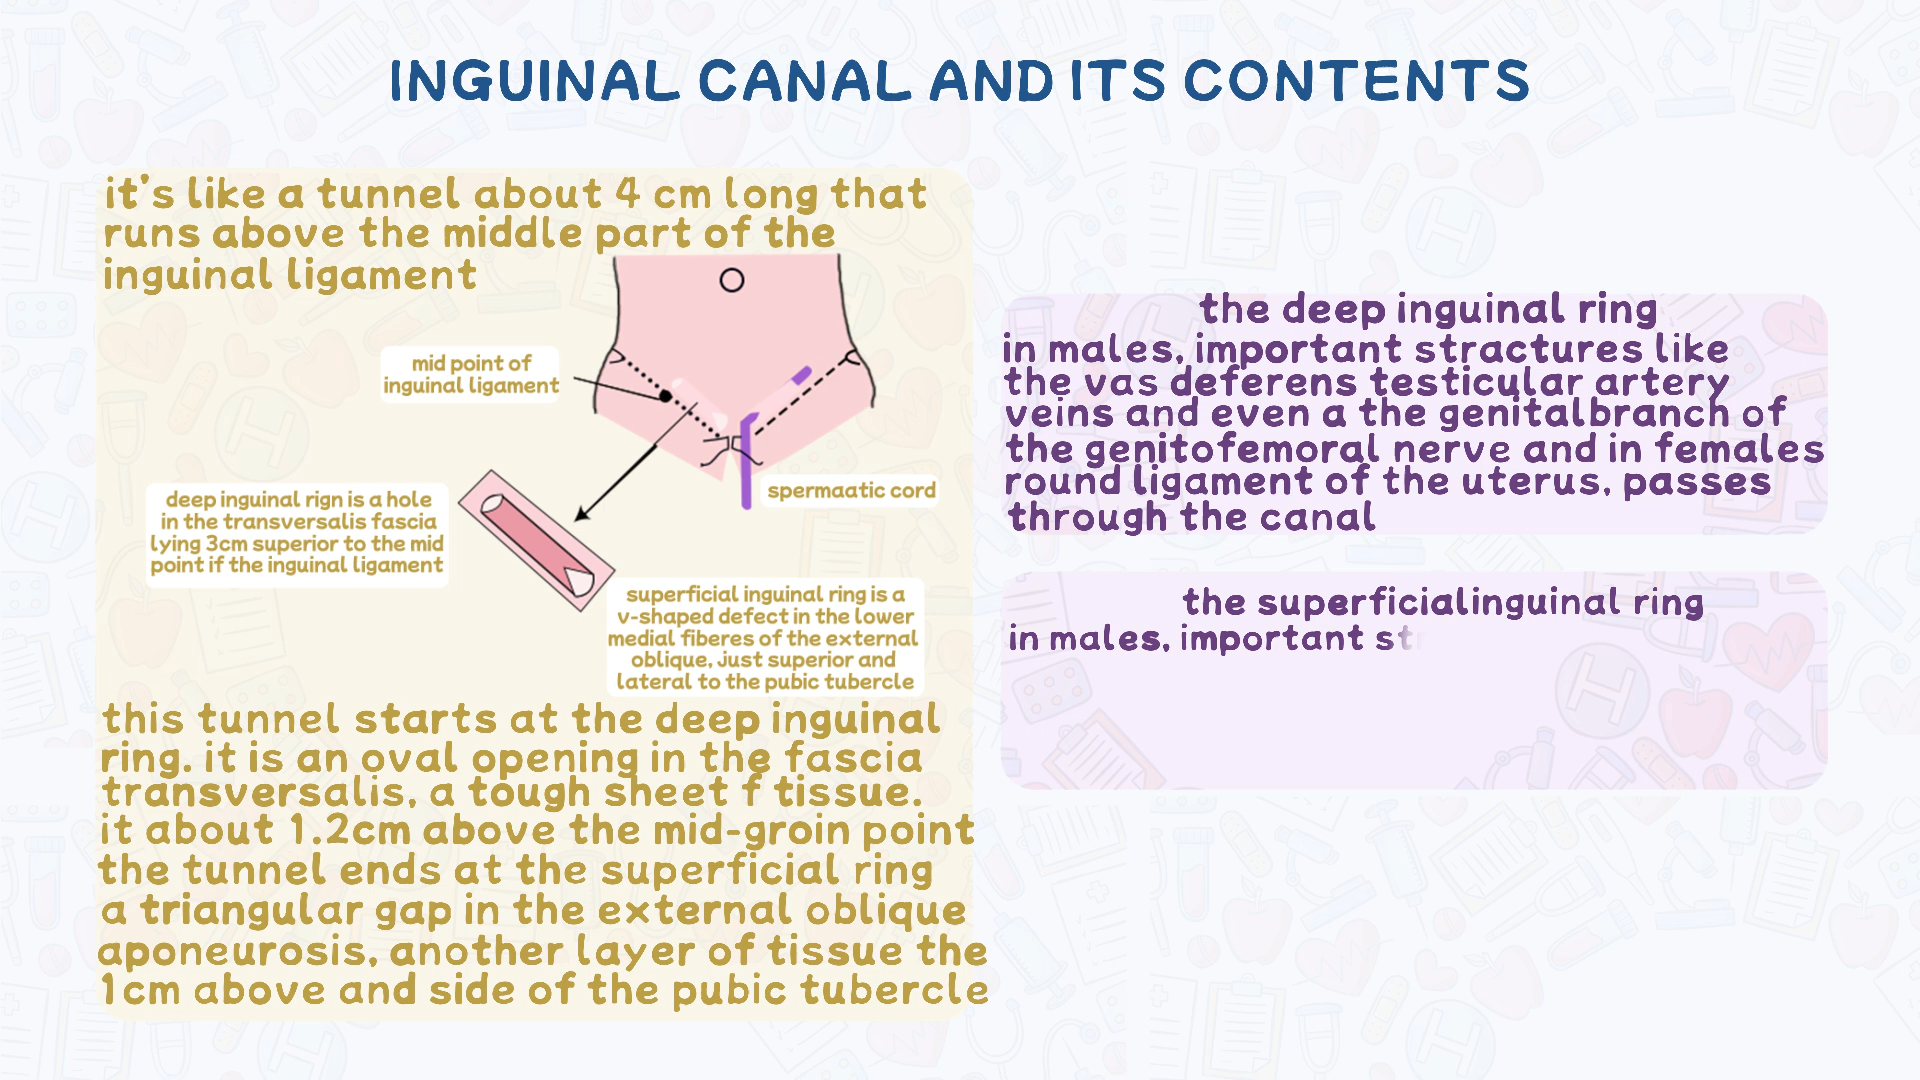 INGUINAL CANAL AND ITS CONTENTS
it's like a tunnel about 4 cm long that
runs above the middle part of the
inguinal ligament
mid point of
inguinal ligament
deep inguinal rign is a hole
in the transversalis fascia
lying 3cm superior to the mid
point if the inguinal ligament
spermaatic cord
superficial inguinal ring is a
v-shaped defect in the lower
medial fiberes of the external
oblique, just superior and
lateral to the pubic tubercle
this tunnel starts at the deep inguinal
ring. it is an oval opening in the fascia
transversalis, a tough sheet f tissue.
it about 1.2cm above the mid-groin point
the tunnel ends at the superficial ring
a triangular gap in the external oblique
aponeurosis, another layer of tissue the
1cm above and side of the pubic tubercle
the deep inguinal ring
in males, important stractures like
the vas deferens testicular artery
veins and even a the genitalbranch of
the genitofemoral nerve and in females
round ligament of the uterus, passes
through the canal
the superficialinguinal ring
in males, important st